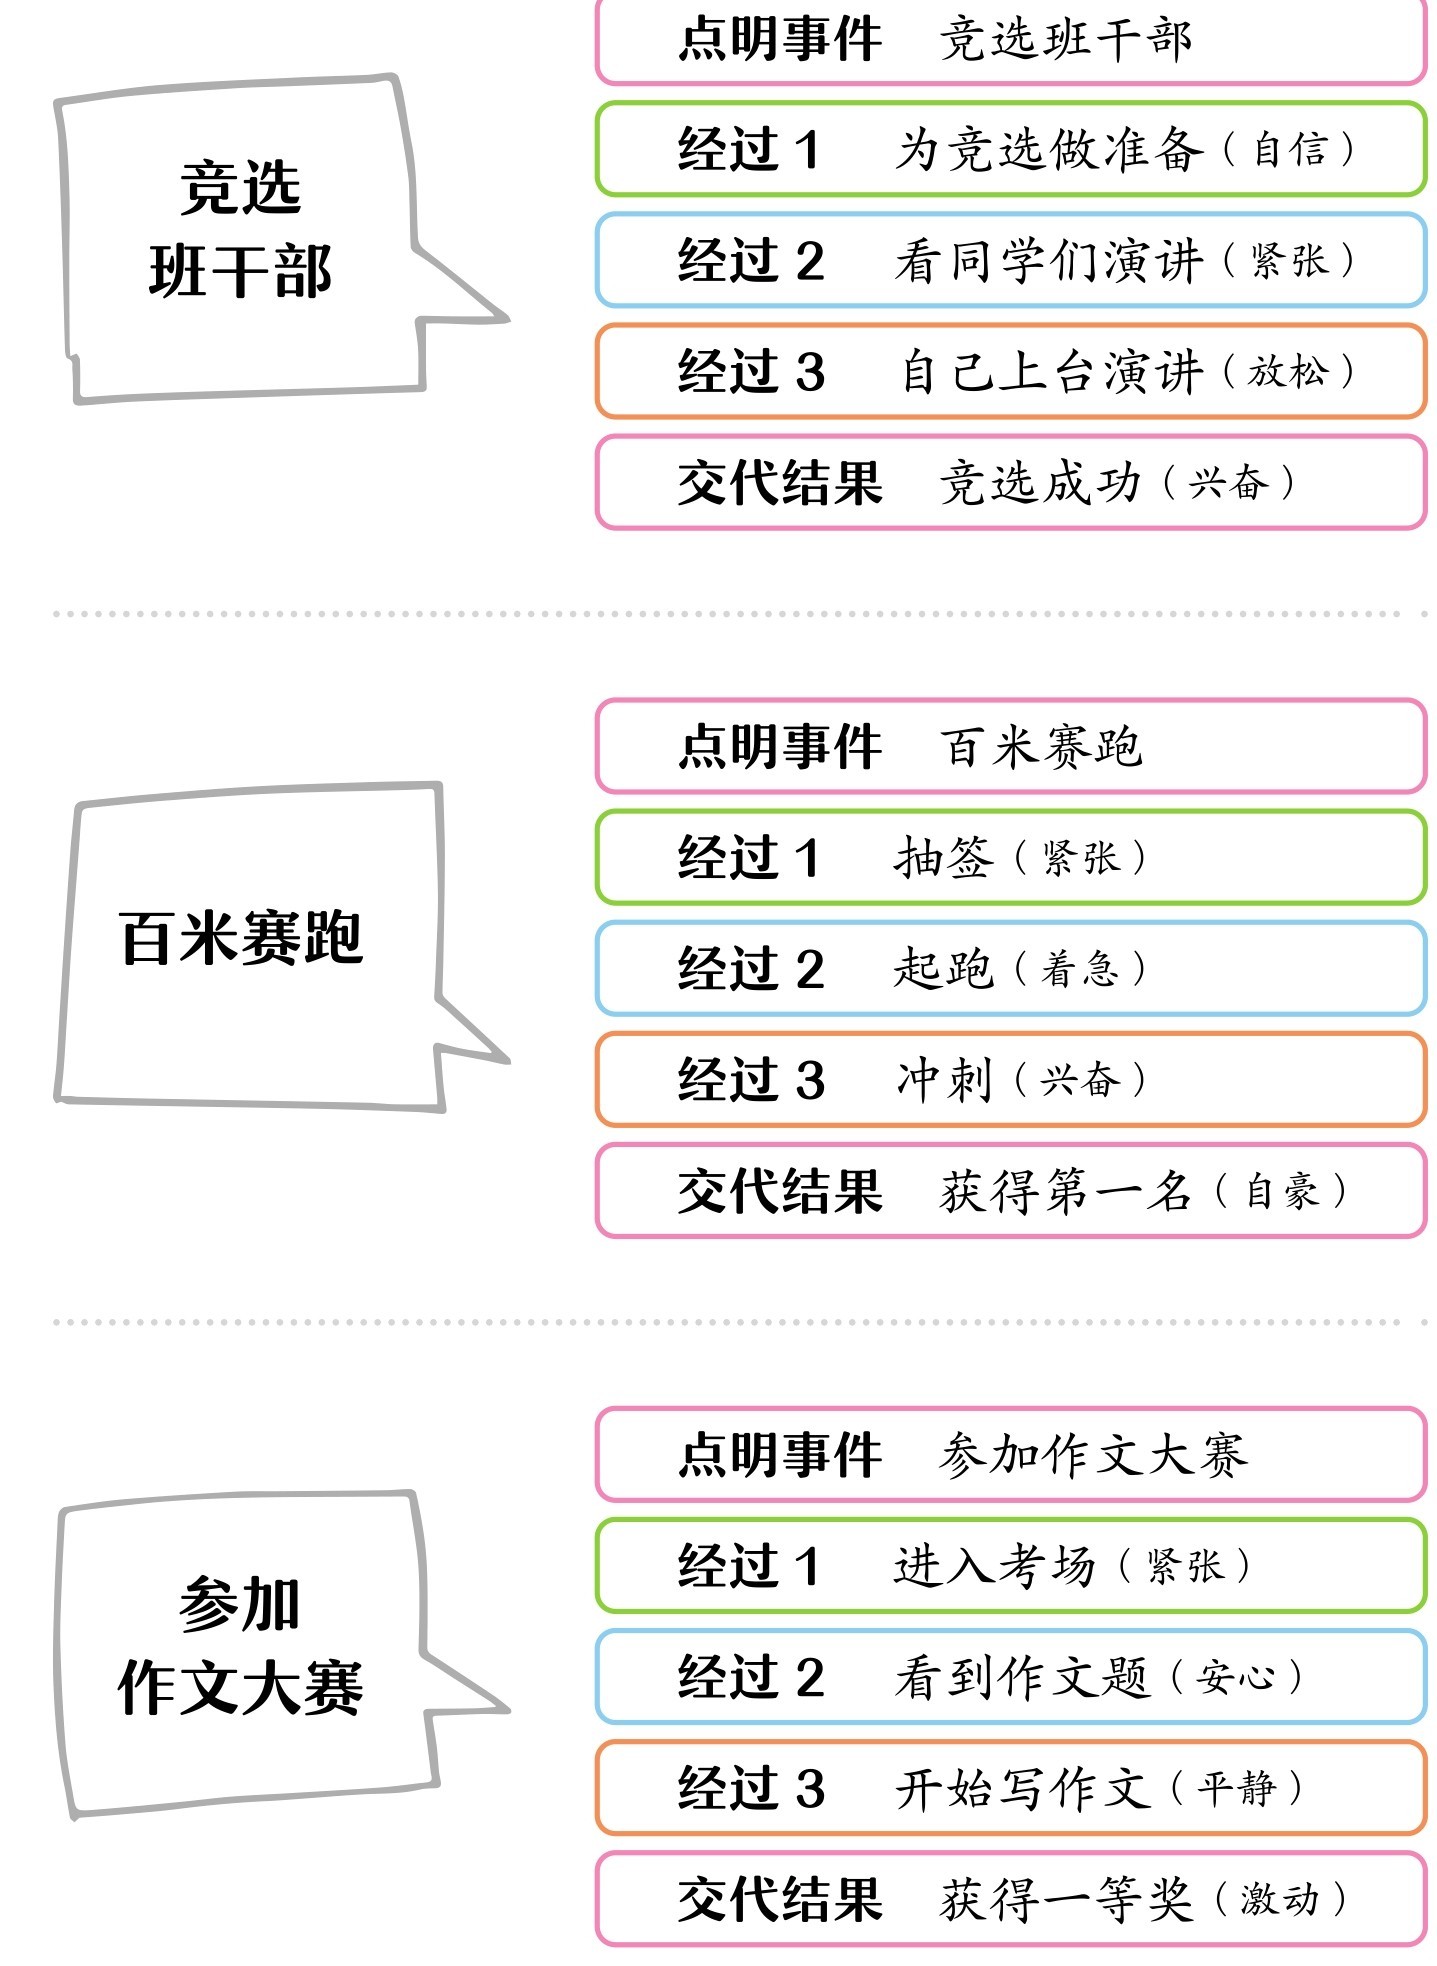 竞选
班干部
点明事件 竞选班干部
经过 1 为竞选做准备（自信）
经过 2 看同学们演讲（紧张）
经过 3 自己上台演讲（放松）
交代结果 竞选成功（兴奋）
百米赛跑
点明事件 百米赛跑
经过 1 抽签（紧张）
经过 2 起跑（着急）
经过 3 冲刺（兴奋）
交代结果 获得第一名（自豪）
参加
作文大赛
点明事件 参加作文大赛
经过 1 进入考场（紧张）
经过 2 看到作文题（安心）
经过 3 开始写作文（平静）
交代结果 获得一等奖（激动）